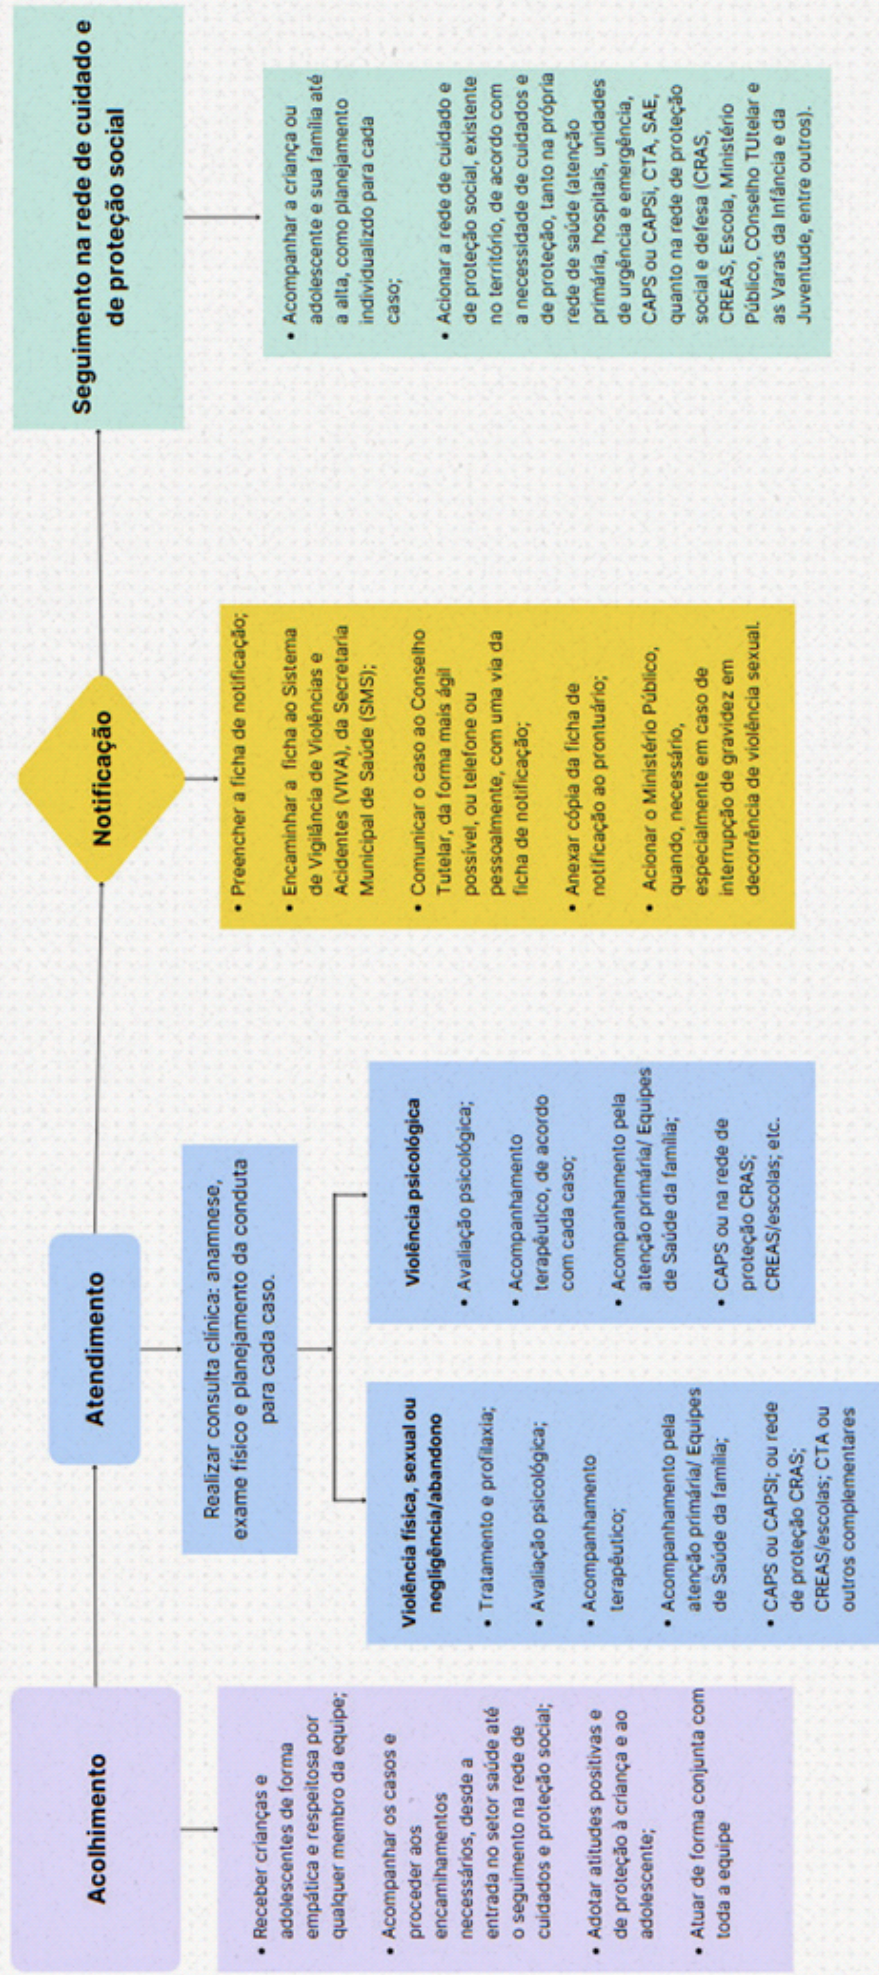 Acolhimento
• Receber crianças e
adolescentes de forma
empática e respeitosa por
qualquer membro da equipe;
• Acompanhar os casos e
proceder aos
encamihamentos
necessários, desde a
entrada no setor saúde até
o seguimento na rede de
cuidados e proteção social;
• Adotar atitudes positivas e
de proteção à criança e ao
adolescente;
• Atuar de forma conjunta com
toda a equipe
Atendimento
Realizar consulta clínica: anamnese,
exame físico e planejamento da conduta
para cada caso.
Violência física, sexual ou
negligência/abandono
• Tratamento e profilaxia;
• Avaliação psicológica;
• Acompanhamento
terapêutico;
• Acompanhamento pela
atenção primária/ Equipes
de Saúde da família;
• CAPS ou CAPSI; ou rede
de proteção CRAS;
CREAS/escolas; CTA ou
outros complementares
Violência psicológica
• Avaliação psicológica;
• Acompanhamento
terapêutico, de acordo
com cada caso;
• Acompanhamento pela
atenção primária/ Equipes
de Saúde da família;
• CAPS ou na rede de
proteção CRAS;
CREAS/escolas; etc.
Notificação
• Preencher a ficha de notificação;
• Encaminhar a ficha ao Sistema
de Vigilância de Violências e
Acidentes (VIVA), da Secretaria
Municipal de Saúde (SMS);
• Comunicar o caso ao Conselho
Tutelar, da forma mais ágil
possível, ou telefone ou
pessoalmente, com uma via da
ficha de notificação;
• Anexar cópia da ficha de
notificação ao prontuário;
• Acionar o Ministério Público,
quando, necessário,
especialmente em caso de
interrupção de gravidez em
decorrência de violência sexual.
Seguimento na rede de cuidado e
de proteção social
• Acompanhar a criança ou
adolescente e sua família até
a alta, como planejamento
individualizdo para cada
caso;
• Acionar a rede de cuidado e
de proteção social, existente
no território, de acordo com
a necessidade de cuidados e
de proteção, tanto na própria
rede de saúde (atenção
primária, hospitais, unidades
de urgência e emergência,
CAPS ou CAPSi, CTA, SAE,
quanto na rede de proteção
social e defesa (CRAS,
CREAS, Escola, Ministério
Público, COnselho TUtelar e
as Varas da Infância e da
Juventude, entre outros).